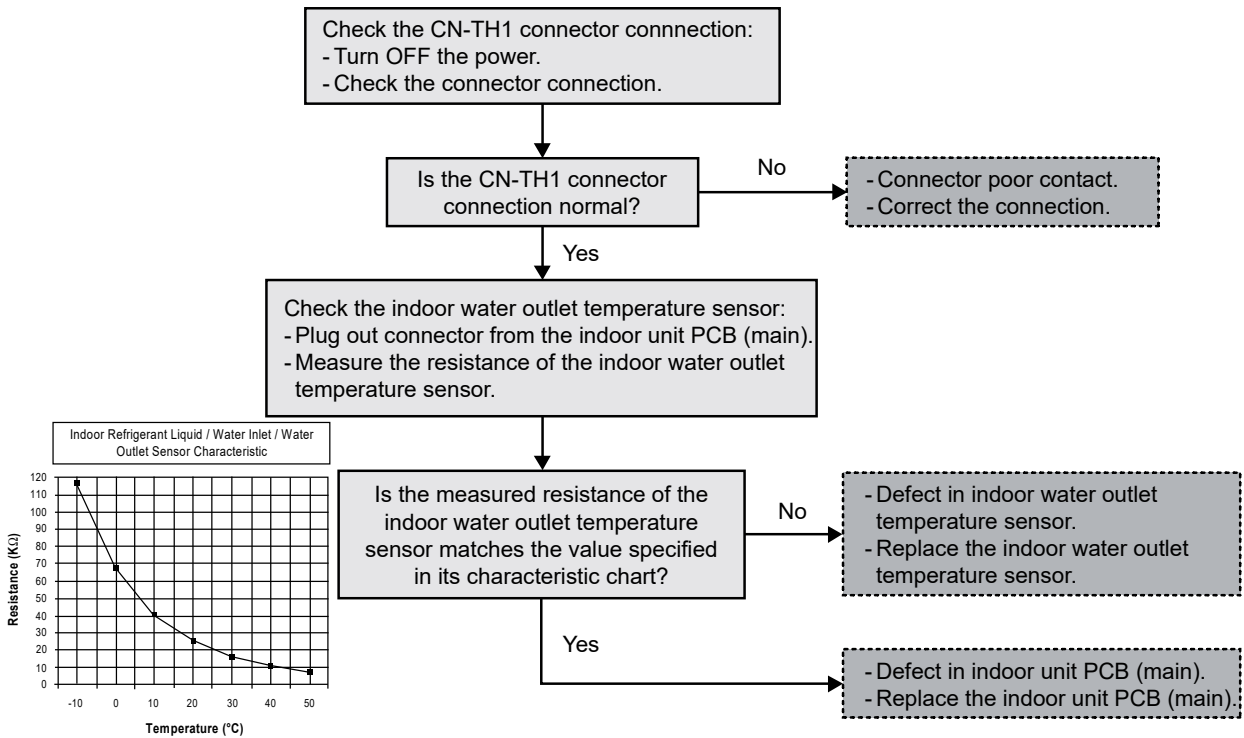 Check the CN-TH1 connector connnection:
- Turn OFF the power.
- Check the connector connection.
Is the CN-TH1 connector
connection normal?
No
- Connector poor contact.
- Correct the connection.
Yes
Check the indoor water outlet temperature sensor:
- Plug out connector from the indoor unit PCB (main).
- Measure the resistance of the indoor water outlet
temperature sensor.
Indoor Refrigerant Liquid / Water Inlet / Water
Outlet Sensor Characteristic
Resistance (KΩ)
120
110
100
90
80
70
60
50
40
30
20
10
0
-10 0 10 20 30 40 50
Temperature (°C)
Is the measured resistance of the
indoor water outlet temperature
sensor matches the value specified
in its characteristic chart?
No
- Defect in indoor water outlet
temperature sensor.
- Replace the indoor water outlet
temperature sensor.
Yes
- Defect in indoor unit PCB (main).
- Replace the indoor unit PCB (main).